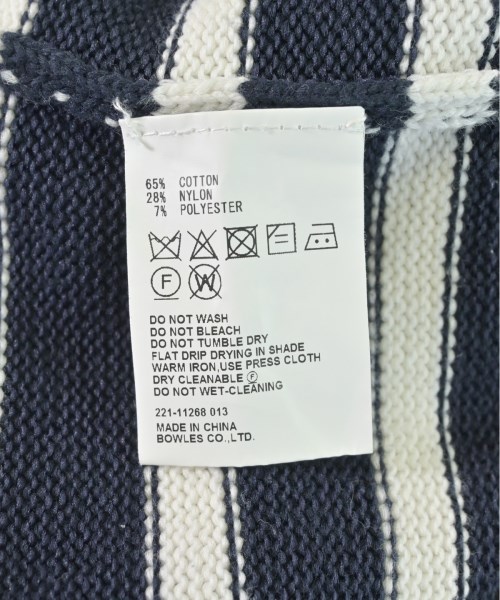 65% COTTON
28% NYLON
7% POLYESTER
F W
DO NOT WASH
DO NOT BLEACH
DO NOT TUMBLE DRY
FLAT DRIP DRYING IN SHADE
WARM IRON,USE PRESS CLOTH
DRY CLEANABLE Ⓕ
DO NOT WET-CLEANING
221-11268 013
MADE IN CHINA
BOWLES CO.,LTD.